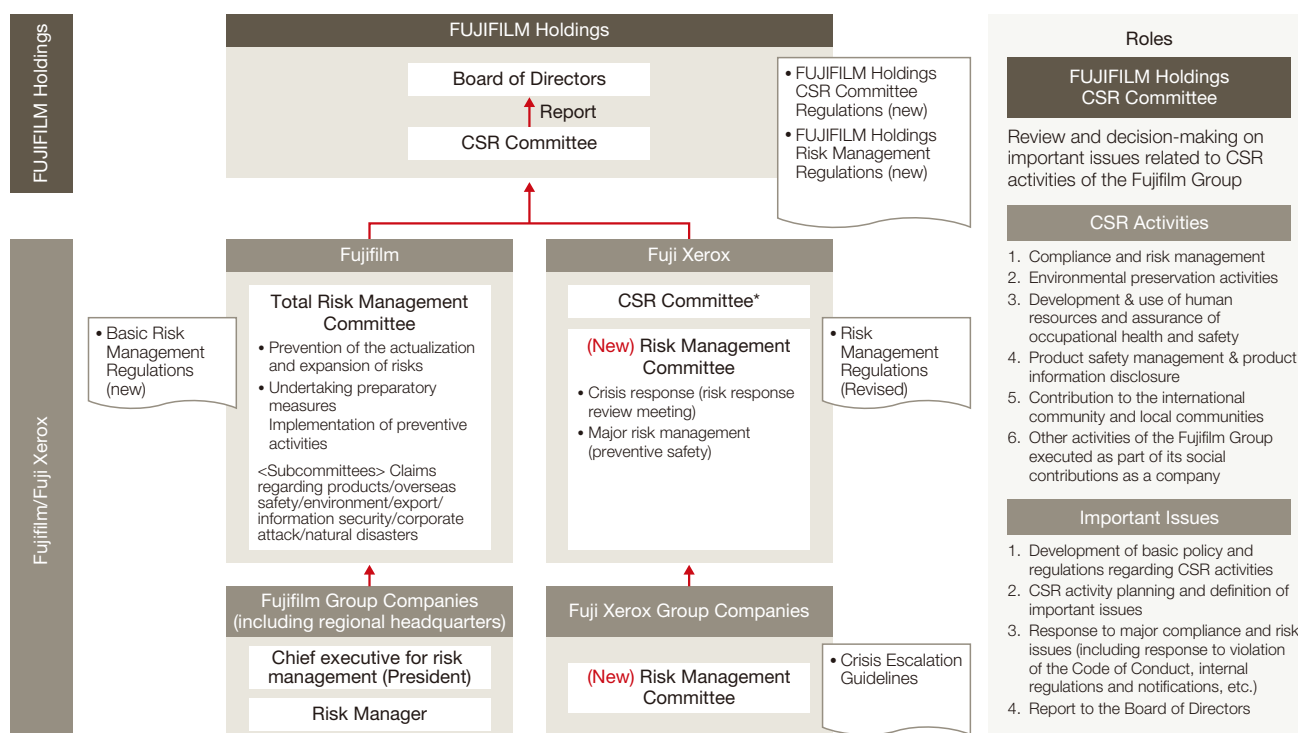 FUJIFILM Holdings
FUJIFILM Holdings
Board of Directors
Report
CSR Committee
• FUJIFILM Holdings
CSR Committee
Regulations (new)
• FUJIFILM Holdings
Risk Management
Regulations (new)
Fujifilm/Fuji Xerox
Fujifilm
Total Risk Management
Committee
• Prevention of the actualization
and expansion of risks
• Undertaking preparatory
measures
Implementation of preventive
activities
<Subcommittees> Claims
regarding products/overseas
safety/environment/export/
information security/corporate
attack/natural disasters
• Basic Risk
Management
Regulations
(new)
Fuji Xerox
CSR Committee*
(New) Risk Management
Committee
• Crisis response (risk response
review meeting)
• Major risk management
(preventive safety)
• Risk
Management
Regulations
(Revised)
Fujifilm Group Companies
(including regional headquarters)
Chief executive for risk
management (President)
Risk Manager
Fuji Xerox Group Companies
(New) Risk Management
Committee
• Crisis Escalation
Guidelines
Roles
FUJIFILM Holdings
CSR Committee
Review and decision-making on
important issues related to CSR
activities of the Fujifilm Group
CSR Activities
1. Compliance and risk management
2. Environmental preservation activities
3. Development & use of human
resources and assurance of
occupational health and safety
4. Product safety management & product
information disclosure
5. Contribution to the international
community and local communities
6. Other activities of the Fujifilm Group
executed as part of its social
contributions as a company
Important Issues
1. Development of basic policy and
regulations regarding CSR activities
2. CSR activity planning and definition of
important issues
3. Response to major compliance and risk
issues (including response to violation
of the Code of Conduct, internal
regulations and notifications, etc.)
4. Report to the Board of Directors